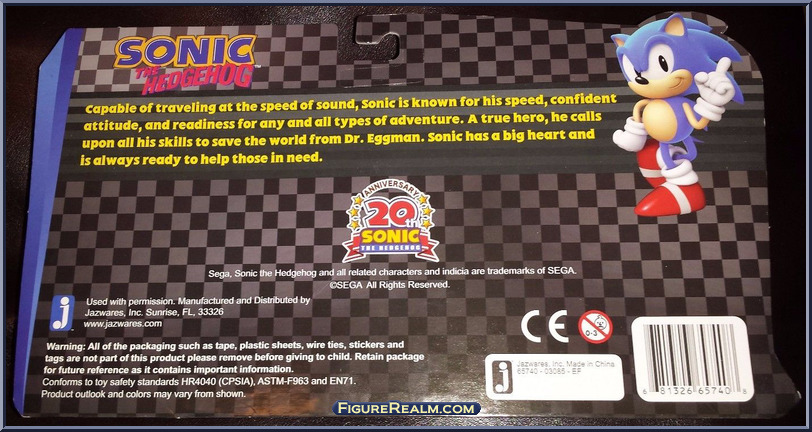 SONIC
THE
HEDGEHOG™
Capable of traveling at the speed of sound, Sonic is known for his speed, confident
attitude, and readiness for any and all types of adventure. A true hero, he calls
upon all his skills to save the world from Dr. Eggman. Sonic has a big heart and
is always ready to help those in need.
ANNIVERSARY
20th
SONIC
THE HEDGEHOG
Sega, Sonic the Hedgehog and all related characters and indicia are trademarks of SEGA.
©SEGA All Rights Reserved.
j
Used with permission. Manufactured and Distributed by
Jazwares, Inc. Sunrise, FL, 33326
www.jazwares.com
Warning: All of the packaging such as tape, plastic sheets, wire ties, stickers and
tags are not part of this product please remove before giving to child. Retain package
for future reference as it contains important information.
Conforms to toy safety standards HR4040 (CPSIA), ASTM-F963 and EN71.
Product outlook and colors may vary from shown.
CE
0-3
j
Jazwares, Inc. Made in China
65740 - 03085 - EF
6 81326 65740 8
FIGUREREALM.COM